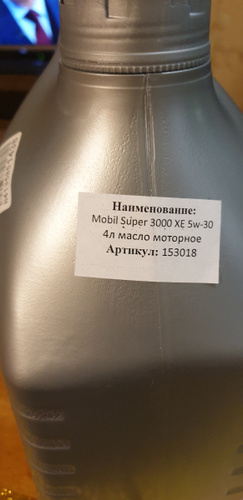 Наименование:
Mobil Super 3000 XE 5w-30
4л масло моторное
Артикул: 153018